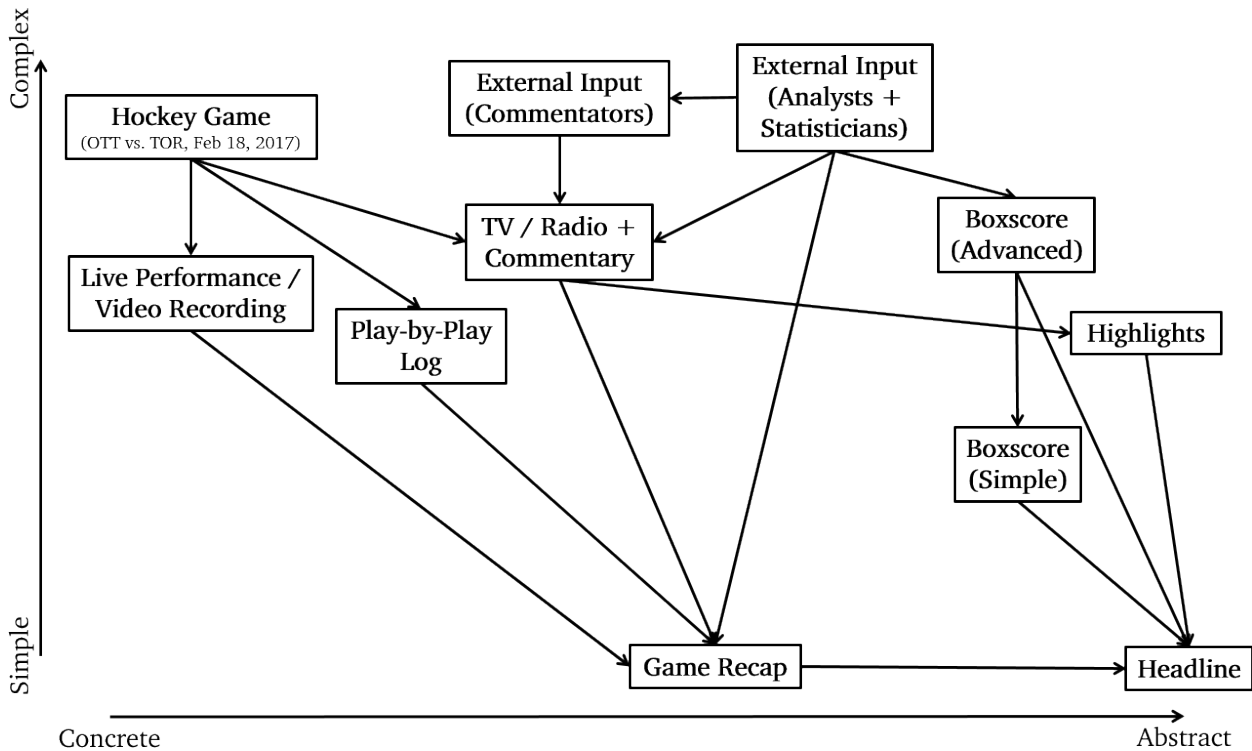 Complex
External Input
(Analysts +
Statisticians)
External Input
(Commentators)
Hockey Game
(OTT vs. TOR, Feb 18, 2017)
TV / Radio +
Commentary
Boxscore
(Advanced)
Live Performance /
Video Recording
Play-by-Play
Log
Highlights
Boxscore
(Simple)
Simple
Game Recap
Headline
Concrete
Abstract